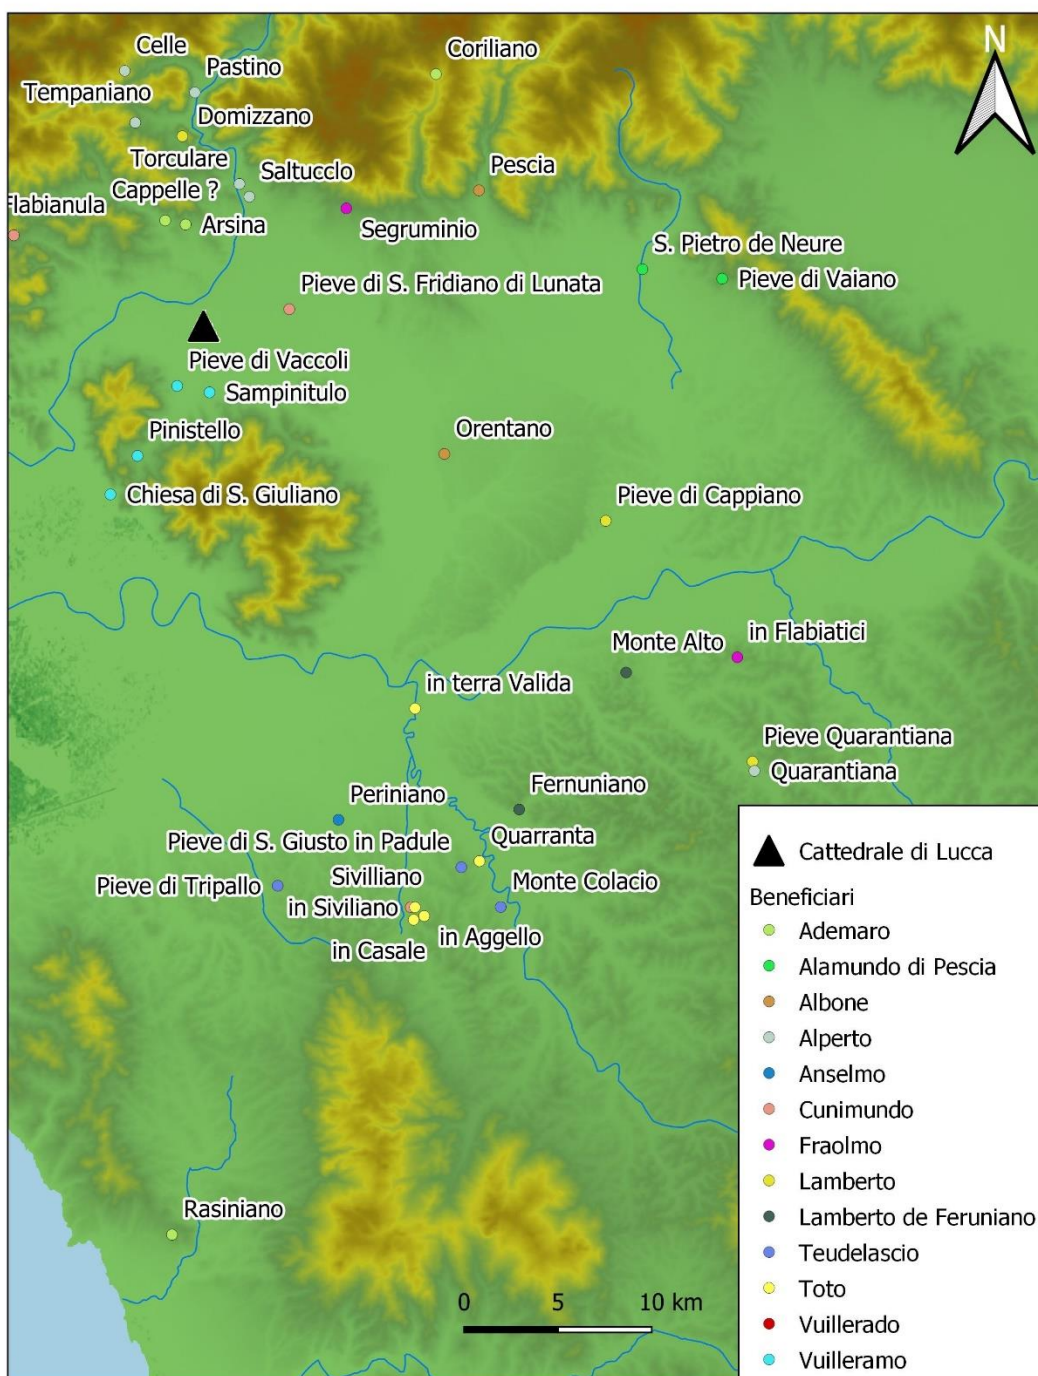 N
Celle
Coriliano
Pastino
Tempaniano
Domizzano
Torculare
Saltucclo
Pescia
Cappelle ?
Flabianula
Arsina
Segruminio
S. Pietro de Neure
Pieve di S. Fridiano di Lunata
Pieve di Vaiano
Pieve di Vaccoli
Sampinitulo
Pinistello
Orentano
Chiesa di S. Giuliano
Pieve di Cappiano
Monte Alto
in Flabiatici
in terra Valida
Pieve Quarantiana
Quarantiana
Fernuniano
Periniano
Pieve di S. Giusto in Padule
Quarranta
Sivilliano
Pieve di Tripallo
Monte Colacio
in Siviliano
in Aggello
in Casale
Rasiniano
0 5 10 km
Cattedrale di Lucca
Beneficiari
Ademaro
Alamundo di Pescia
Albone
Alperto
Anselmo
Cunimundo
Fraolmo
Lamberto
Lamberto de Feruniano
Teudelascio
Toto
Vuillerado
Vuilleramo